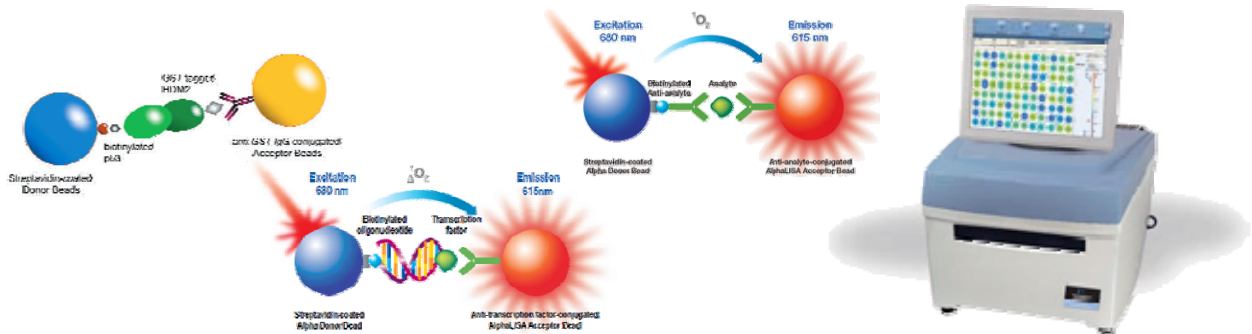 GST tagged
HDM2
biotinylated
p53
anti GST IgG conjugated
Acceptor Beads
Streptavidin-coated
Donor Beads
Excitation
680 nm
¹O₂
Emission
615 nm
Biotinylated
Anti-analyte
Analyte
Streptavidin-coated
Alpha Donor Bead
Anti-analyte-conjugated
AlphaLISA Acceptor Bead
Excitation
680 nm
¹O₂
Emission
615nm
Biotinylated
oligonucleotide
Transcription
factor
Streptavidin-coated
Alpha Donor Bead
Anti-transcription factor-conjugated
AlphaLISA Acceptor Bead